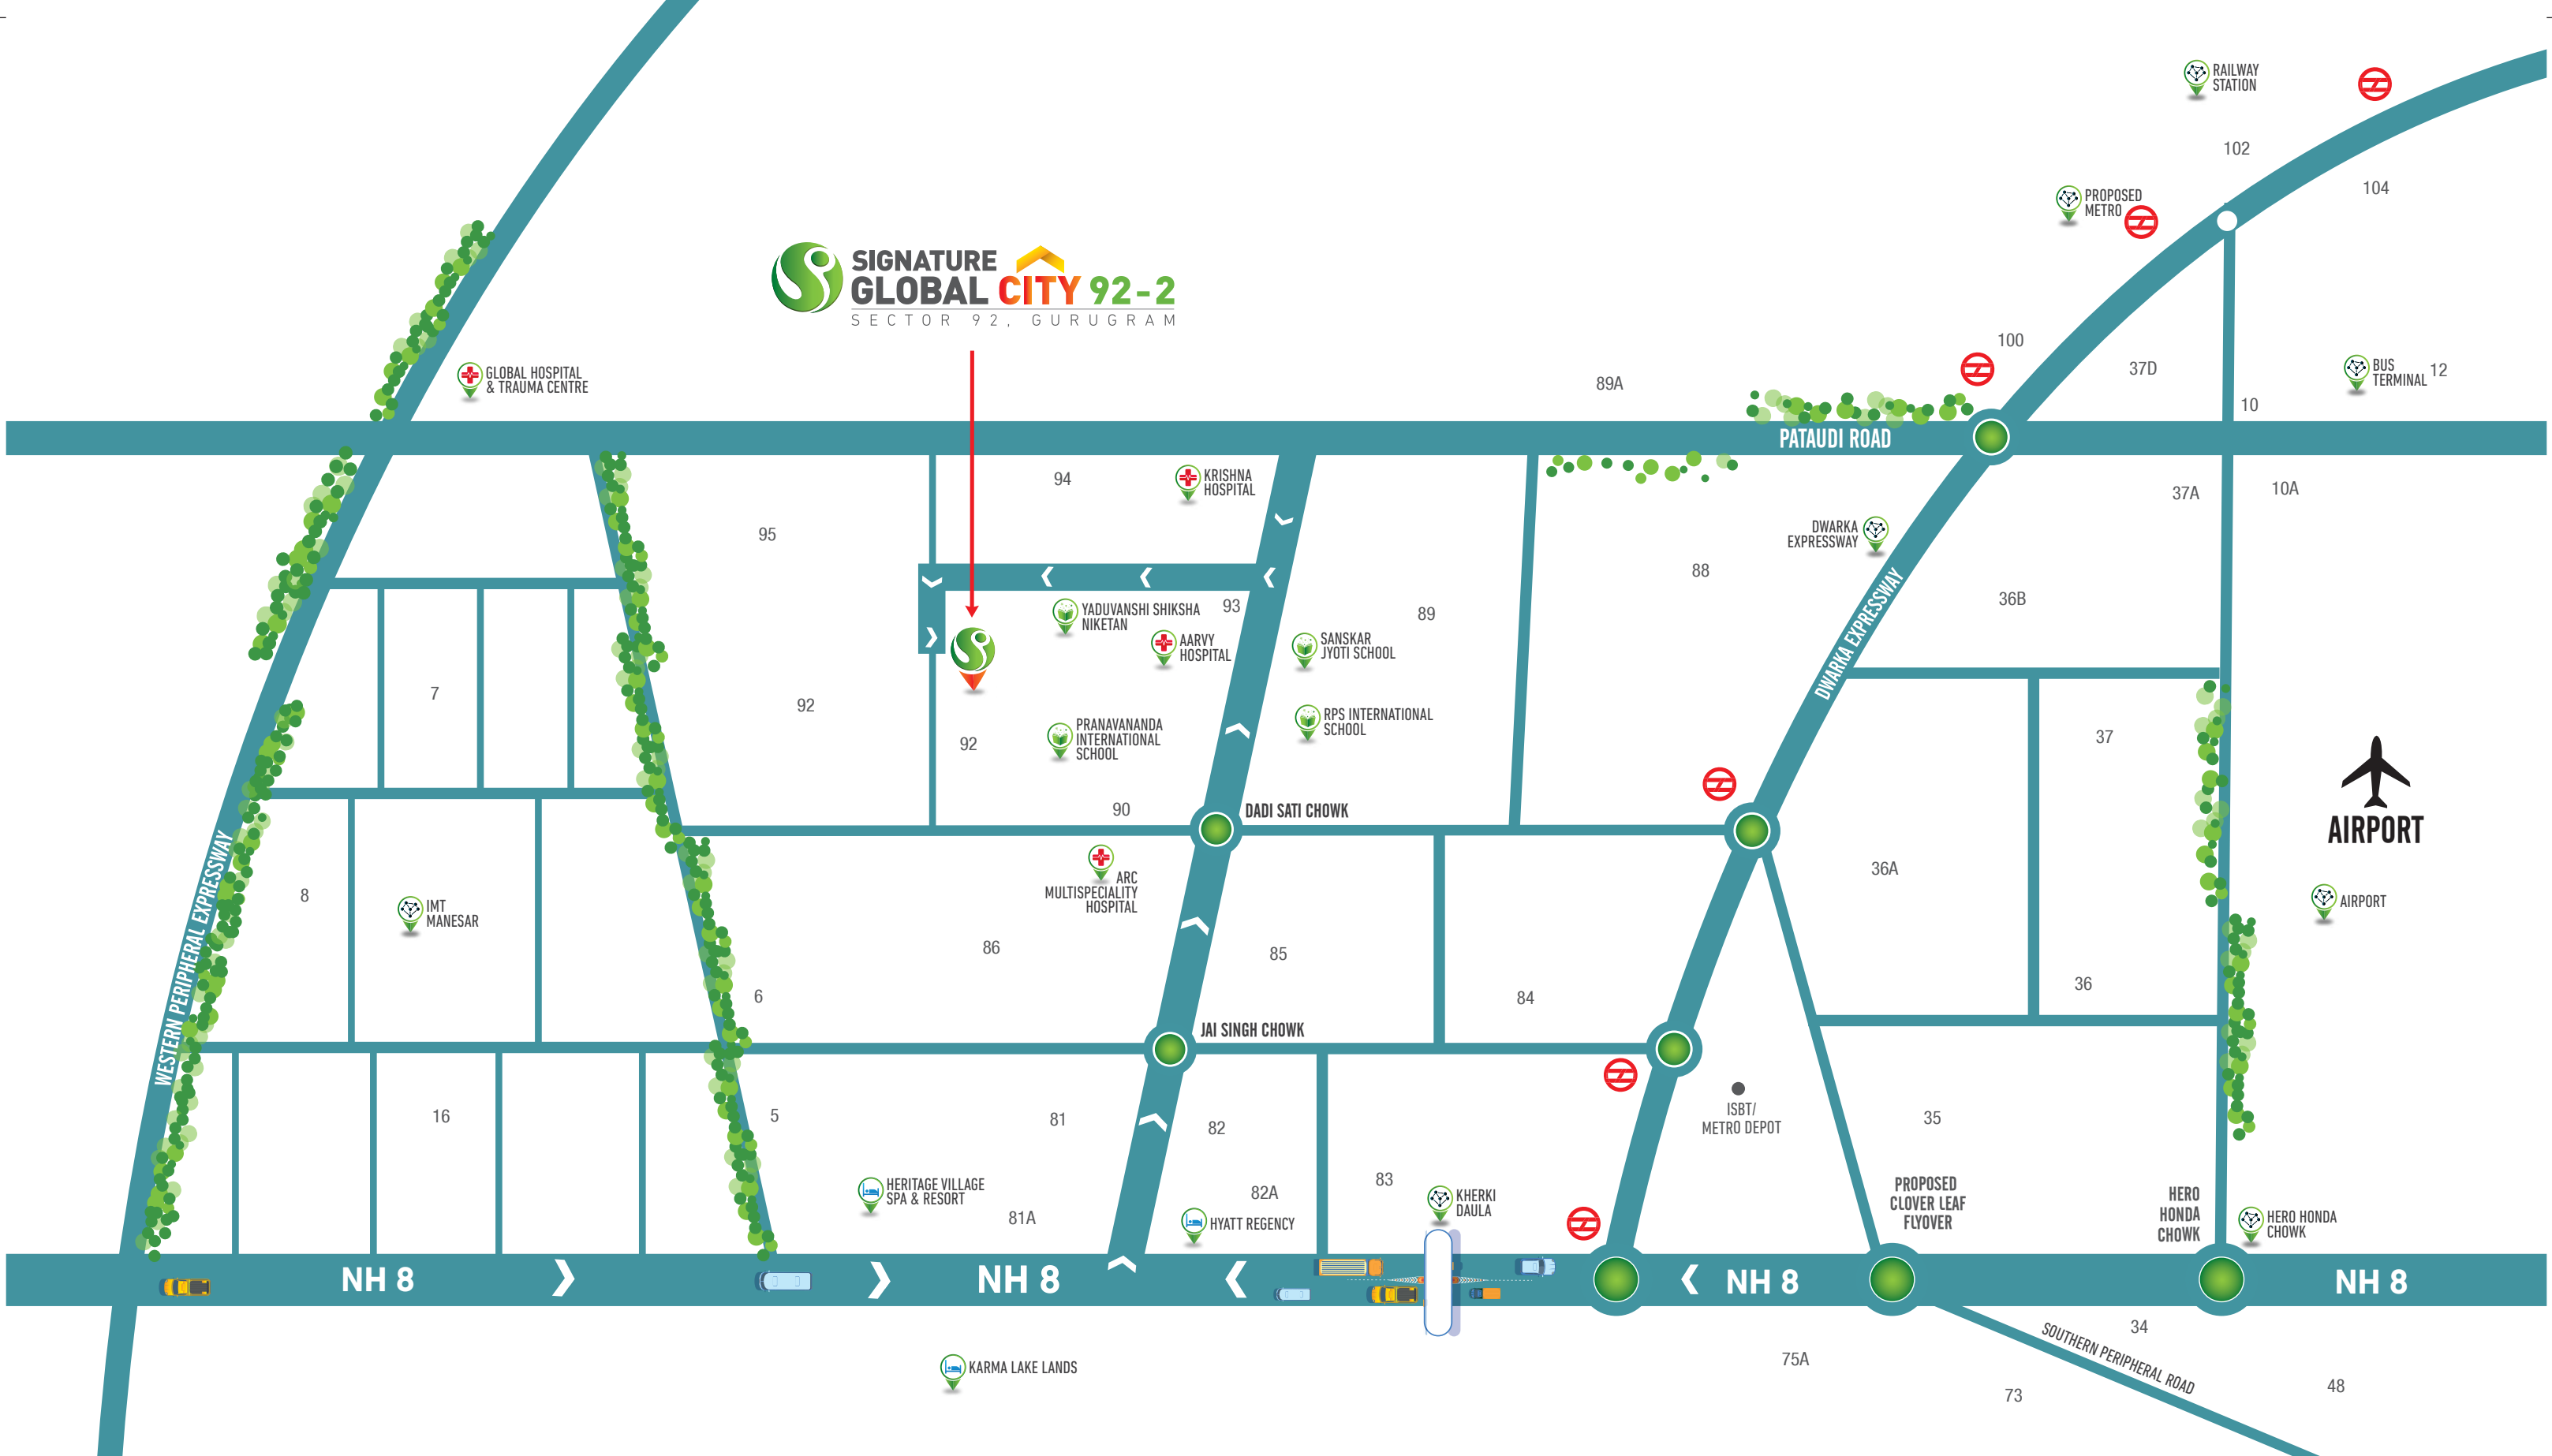 RAILWAY
STATION
102
104
PROPOSED
METRO
SIGNATURE
GLOBAL CITY 92-2
SECTOR 92, GURUGRAM
100
37D
BUS
TERMINAL
12
GLOBAL HOSPITAL
& TRAUMA CENTRE
89A
10
PATAUDI ROAD
94
KRISHNA
HOSPITAL
37A
10A
95
DWARKA
EXPRESSWAY
88
YADUVANSHI SHIKSHA
NIKETAN
93
89
36B
DWARKA EXPRESSWAY
AARVY
HOSPITAL
SANSKAR
JYOTI SCHOOL
7
92
92
PRANAVANANDA
INTERNATIONAL
SCHOOL
RPS INTERNATIONAL
SCHOOL
37
90
DADI SATI CHOWK
AIRPORT
WESTERN PERIPHERAL EXPRESSWAY
8
IMT
MANESAR
ARC
MULTISPECIALITY
HOSPITAL
36A
AIRPORT
86
85
84
36
6
JAI SINGH CHOWK
16
5
81
82
ISBT/
METRO DEPOT
35
HERITAGE VILLAGE
SPA & RESORT
81A
82A
HYATT REGENCY
83
KHERKI
DAULA
PROPOSED
CLOVER LEAF
FLYOVER
HERO
HONDA
CHOWK
HERO HONDA
CHOWK
NH 8
NH 8
NH 8
NH 8
KARMA LAKE LANDS
75A
34
SOUTHERN PERIPHERAL ROAD
73
48